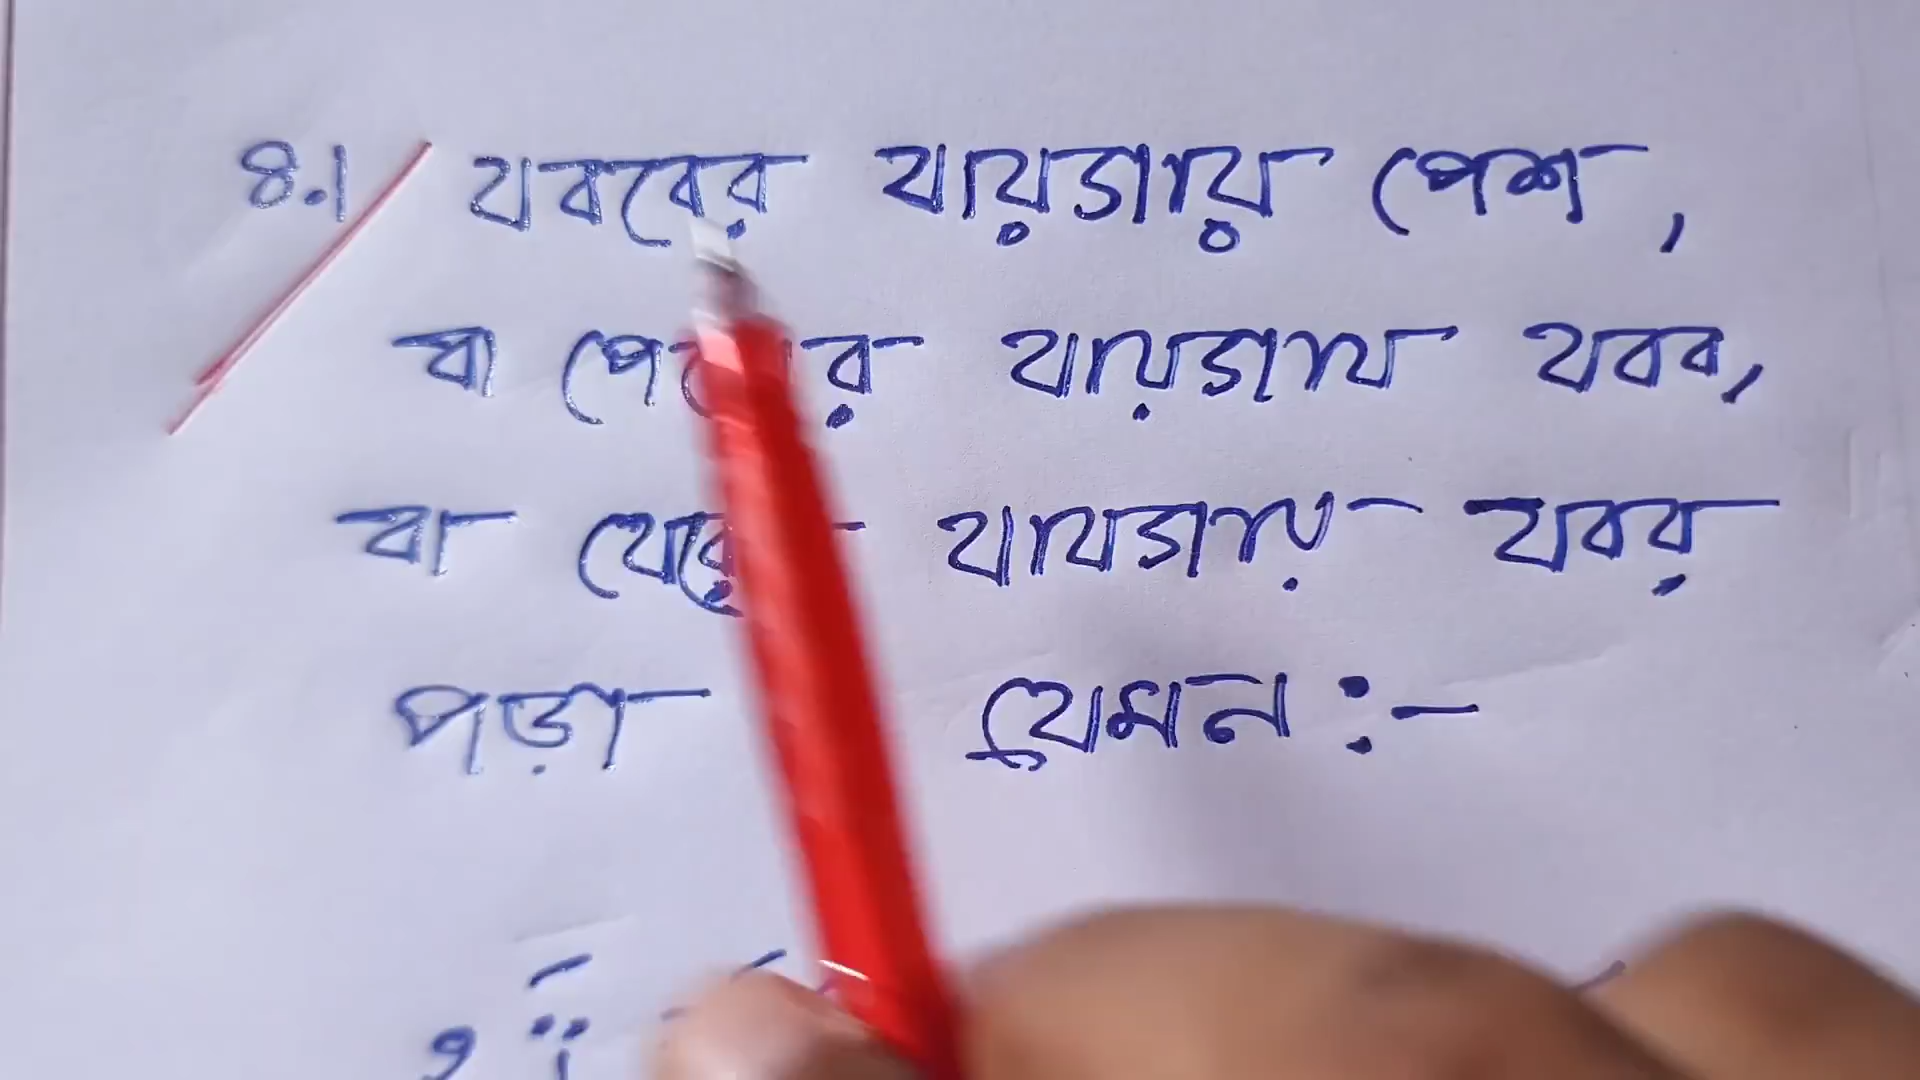 ৪.। যবরের যায়গায় পেশ,
বা যায়গায় যবর,
বা যায়গায় যবর
পড়া যেমন :-